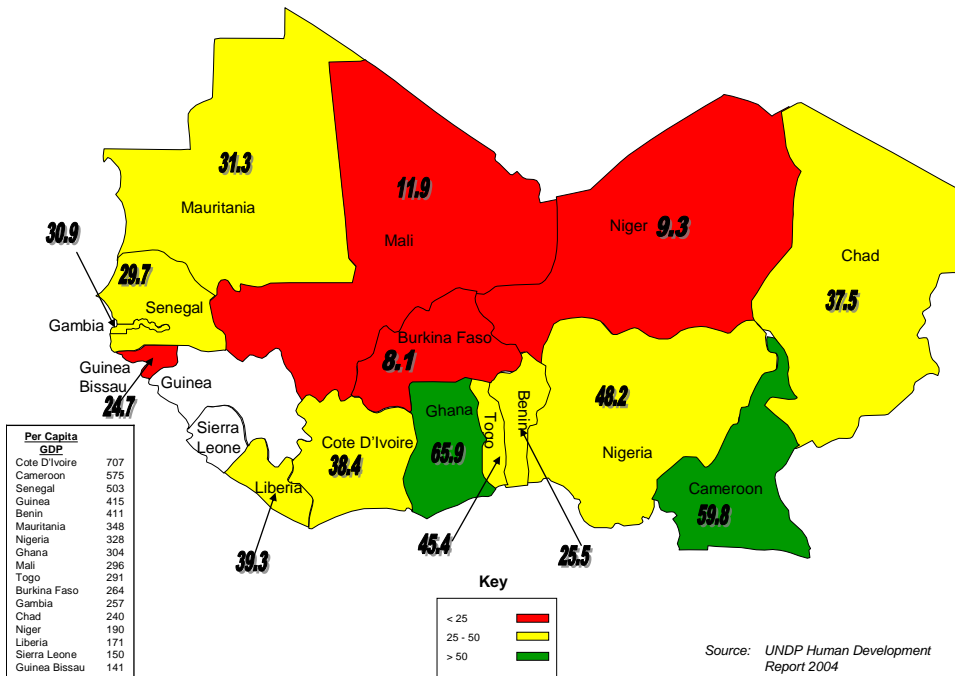 31.3
Mauritania
11.9
Mali
Niger 9.3
Chad
37.5
30.9
29.7
Senegal
Gambia
Guinea
Bissau
24.7
Guinea
Sierra
Leone
Burkina Faso
8.1
48.2
Nigeria
Ghana
65.9
Togo
Benin
Cote D'Ivoire
38.4
Liberia
39.3
45.4
25.5
Cameroon
59.8
Per Capita
GDP
Cote D'Ivoire 707
Cameroon 575
Senegal 503
Guinea 415
Benin 411
Mauritania 348
Nigeria 328
Ghana 304
Mali 296
Togo 291
Burkina Faso 264
Gambia 257
Chad 240
Niger 190
Liberia 171
Sierra Leone 150
Guinea Bissau 141
Key
< 25
25 - 50
> 50
Source: UNDP Human Development
Report 2004